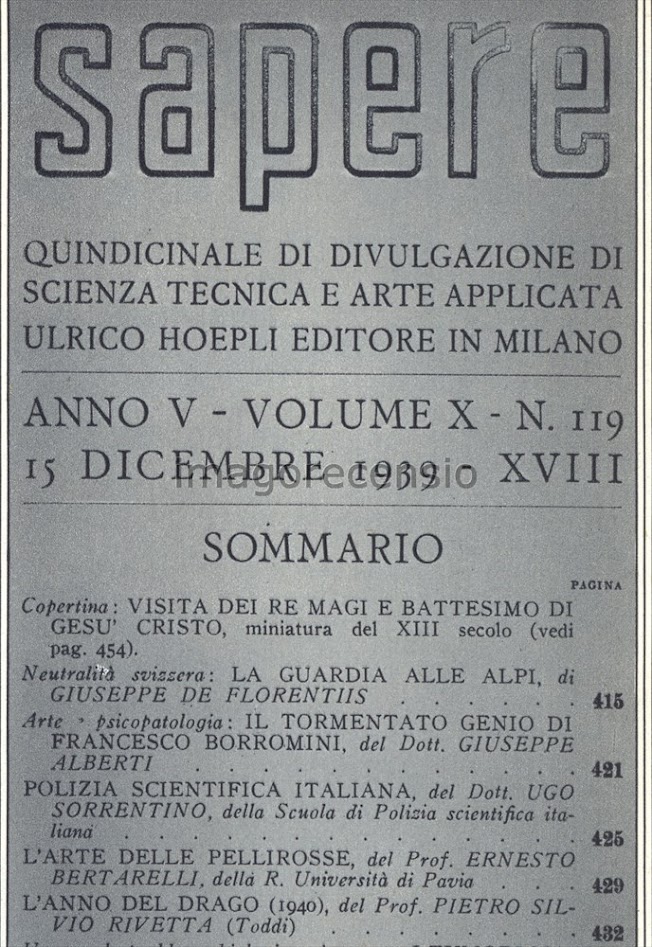 sapere
QUINDICINALE DI DIVULGAZIONE DI
SCIENZA TECNICA E ARTE APPLICATA
ULRICO HOEPLI EDITORE IN MILANO
ANNO V - VOLUME X - N. 119
15 DICEMBRE 1939 - XVIII
imagoreconsio
SOMMARIO
PAGINA
Copertina: VISITA DEI RE MAGI E BATTESIMO DI
GESU' CRISTO, miniatura del XIII secolo (vedi
pag. 454).
Neutralità svizzera: LA GUARDIA ALLE ALPI, di
GIUSEPPE DE FLORENTIIS . . . . . . 415
Arte e psicopatologia: IL TORMENTATO GENIO DI
FRANCESCO BORROMINI, del Dott. GIUSEPPE
ALBERTI . . . . . . . . . . . . 421
POLIZIA SCIENTIFICA ITALIANA, del Dott. UGO
SORRENTINO, della Scuola di Polizia scientifica ita-
liana . . . . . . . . . . . . . 425
L'ARTE DELLE PELLIROSSE, del Prof. ERNESTO
BERTARELLI, della R. Università di Pavia . . . 429
L'ANNO DEL DRAGO (1940), del Prof. PIETRO SIL-
VIO RIVETTA (Toddi) . . . . . . . . 432